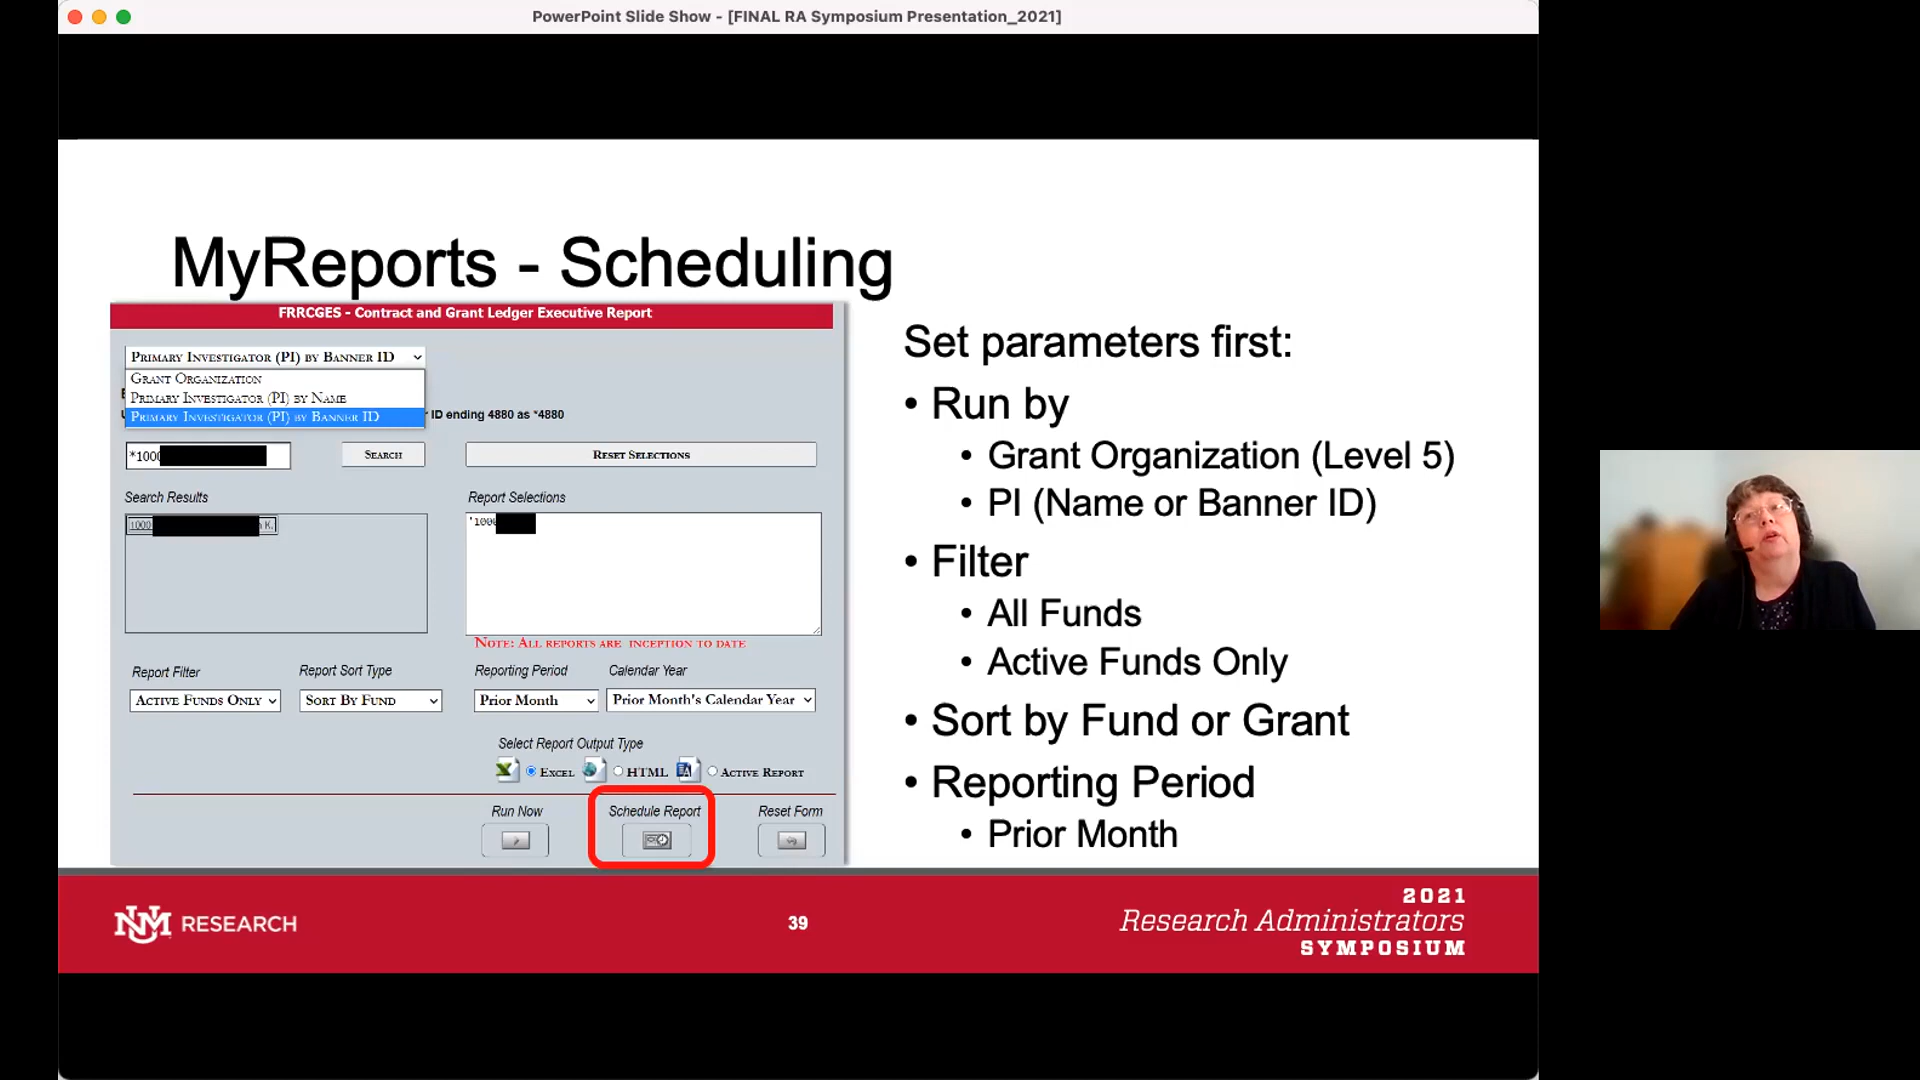 PowerPoint Slide Show - [FINAL RA Symposium Presentation_2021]
MyReports - Scheduling
FRRCGES - Contract and Grant Ledger Executive Report
Primary Investigator (PI) by Banner ID
Grant Organization
Primary Investigator (PI) by Name
Primary Investigator (PI) by Banner ID
ID ending 4880 as *4880
*100
Search
Reset Selections
Search Results
Report Selections
1000
K.
'100
Note: All reports are inception to date
Report Filter
Report Sort Type
Reporting Period
Calendar Year
Active Funds Only
Sort By Fund
Prior Month
Prior Month's Calendar Year
Select Report Output Type
Excel
HTML
Active Report
Run Now
Schedule Report
Reset Form
Set parameters first:
• Run by
• Grant Organization (Level 5)
• PI (Name or Banner ID)
• Filter
• All Funds
• Active Funds Only
• Sort by Fund or Grant
• Reporting Period
• Prior Month
UNM RESEARCH
39
2021
Research Administrators
SYMPOSIUM